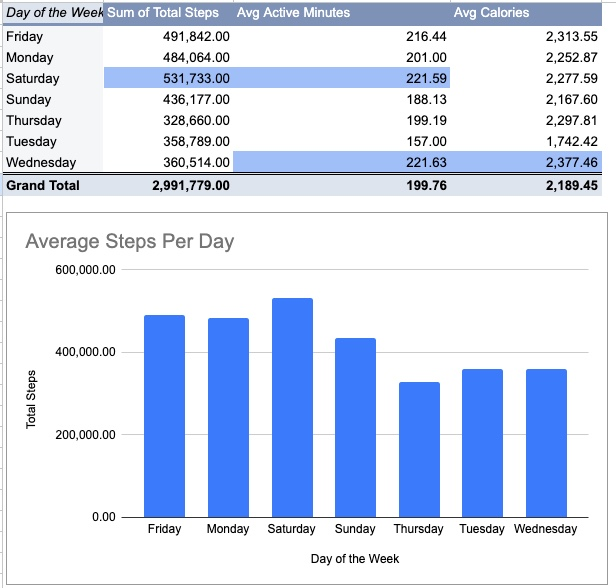 Day of the Week Sum of Total Steps Avg Active Minutes Avg Calories
Friday 491,842.00 216.44 2,313.55
Monday 484,064.00 201.00 2,252.87
Saturday 531,733.00 221.59 2,277.59
Sunday 436,177.00 188.13 2,167.60
Thursday 328,660.00 199.19 2,297.81
Tuesday 358,789.00 157.00 1,742.42
Wednesday 360,514.00 221.63 2,377.46
Grand Total 2,991,779.00 199.76 2,189.45
Average Steps Per Day
600,000.00
400,000.00
200,000.00
0.00
Total Steps
Friday Monday Saturday Sunday Thursday Tuesday Wednesday
Day of the Week